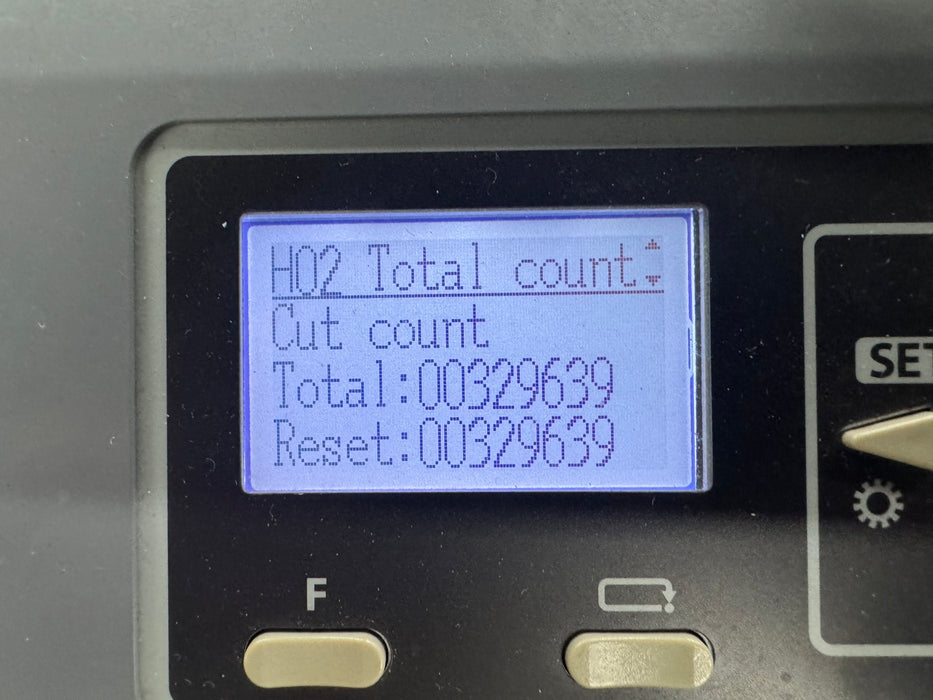 H02 Total count
Cut count
Total:00329639
Reset:00329639
SET
F